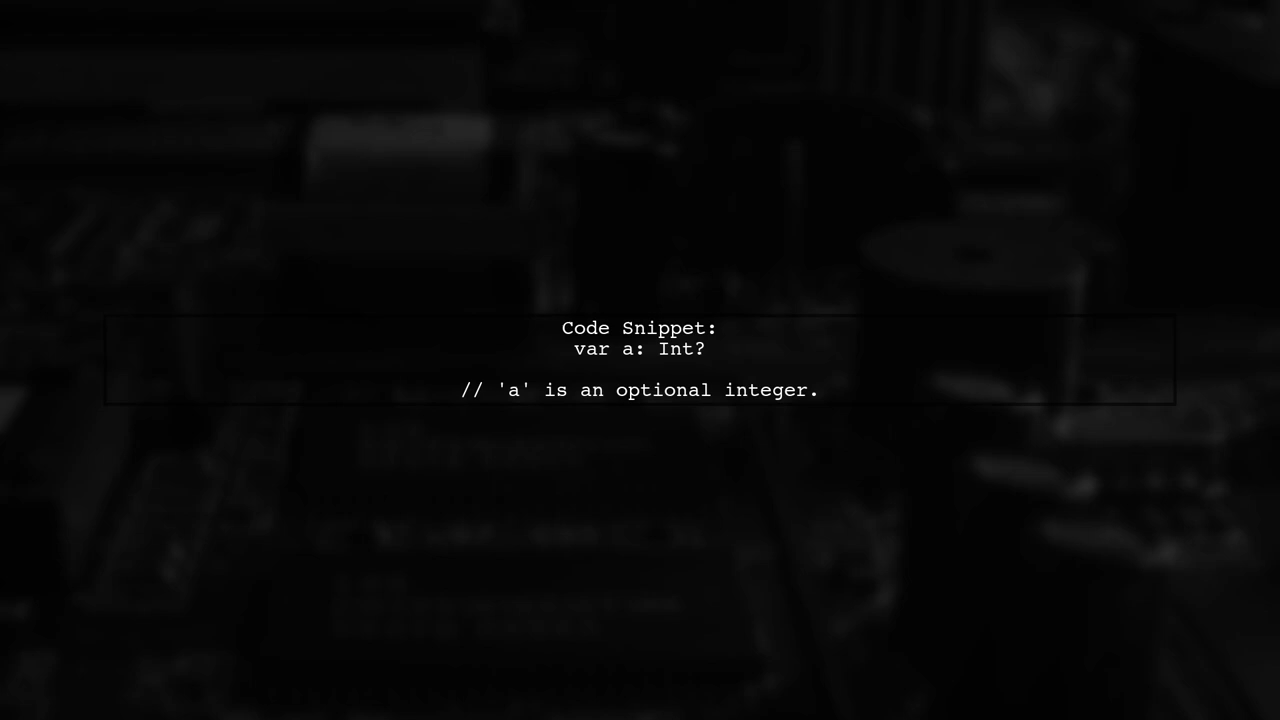 Code Snippet:
var a: Int?
// 'a' is an optional integer.